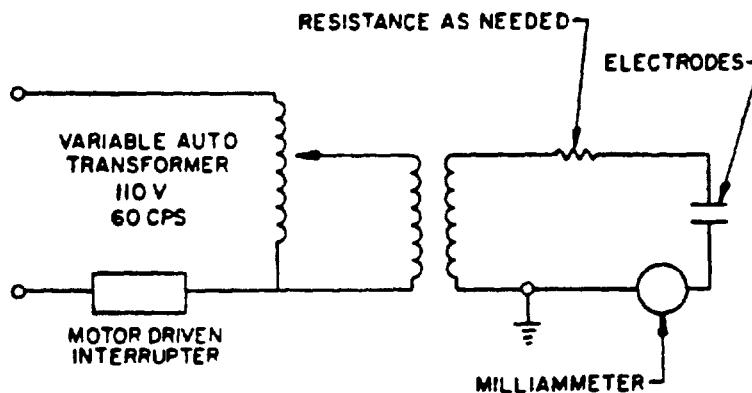 RESISTANCE AS NEEDED
ELECTRODES
VARIABLE AUTO
TRANSFORMER
110 V
60 CPS
MOTOR DRIVEN
INTERRUPTER
MILLIAMMETER